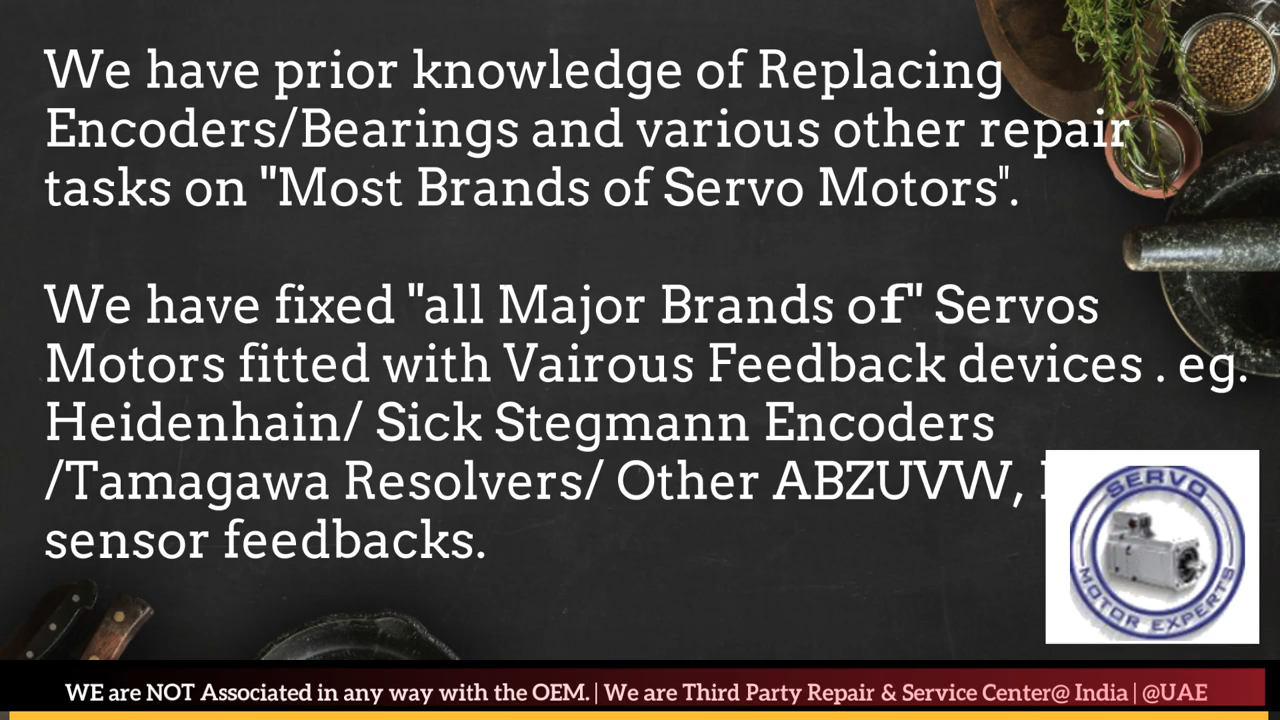 We have prior knowledge of Replacing
Encoders/Bearings and various other repair
tasks on "Most Brands of Servo Motors".
We have fixed "all Major Brands of" Servos
Motors fitted with Vairous Feedback devices . eg.
Heidenhain/ Sick Stegmann Encoders
/Tamagawa Resolvers/ Other ABZUVW,
sensor feedbacks.
SERVO
MOTOR EXPERTS
WE are NOT Associated in any way with the OEM. | We are Third Party Repair & Service Center@ India | @UAE